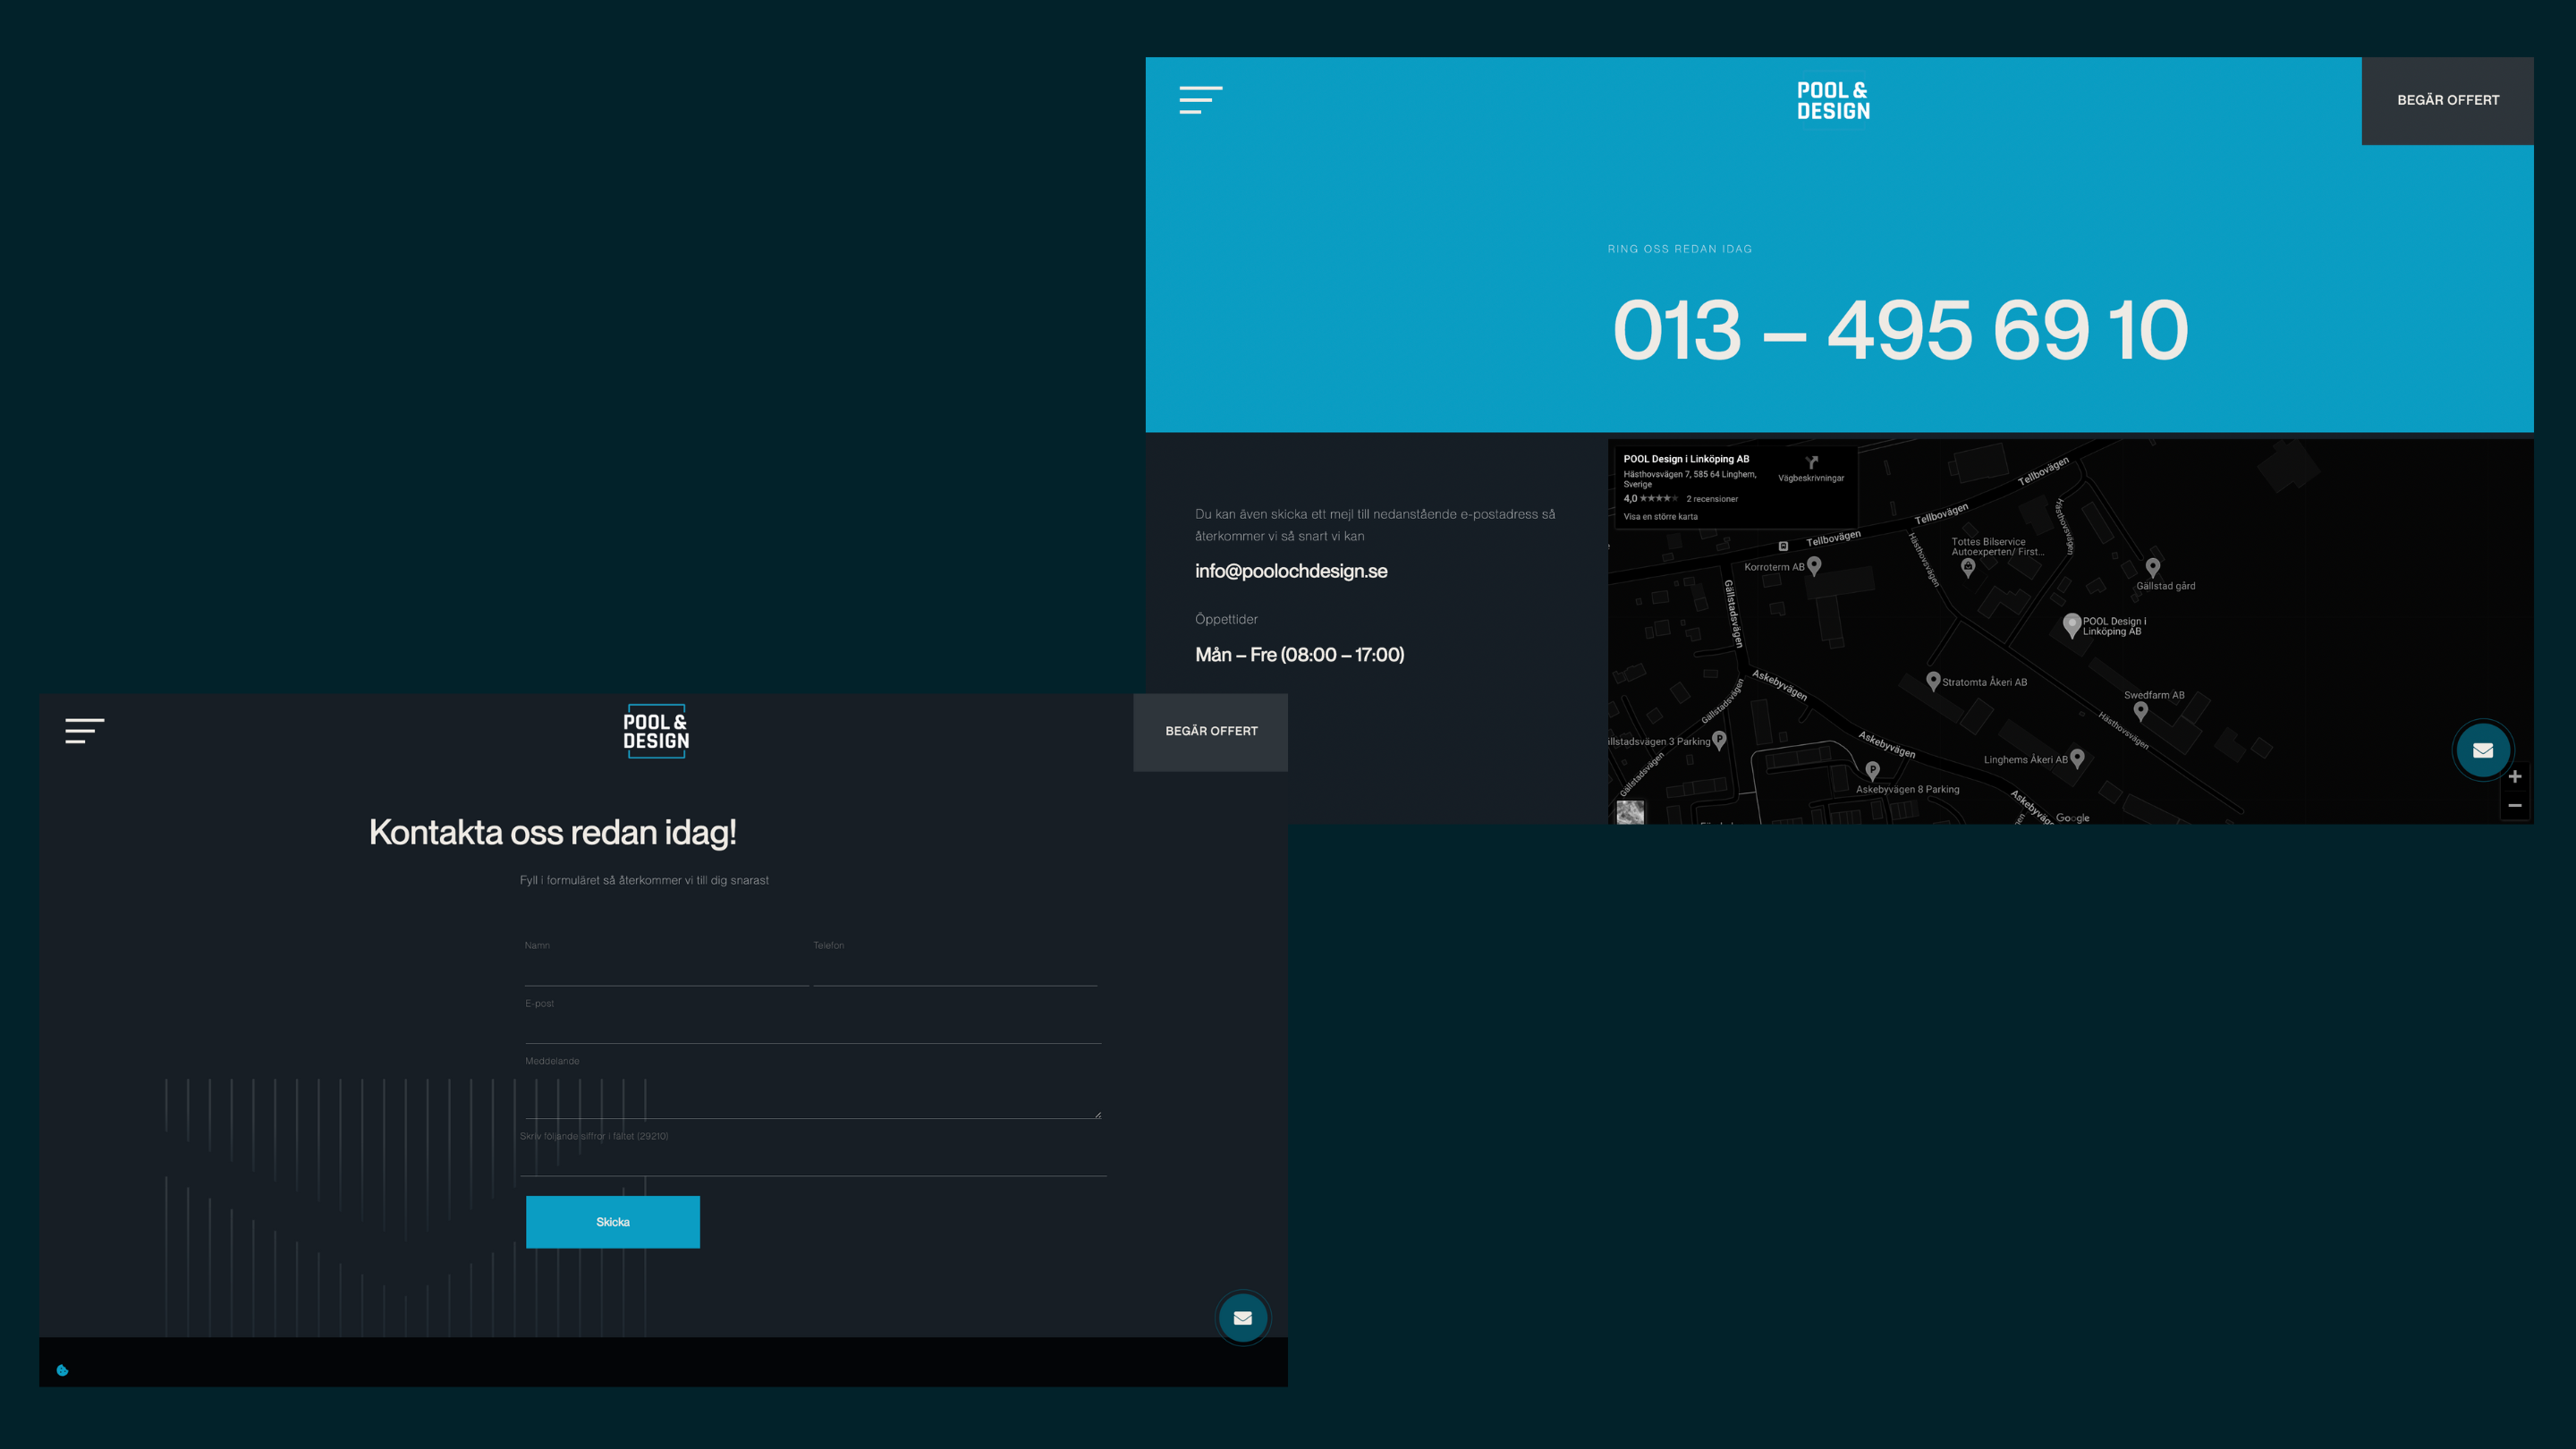 POOL &
DESIGN
BEGÄR OFFERT
RING OSS REDAN IDAG
013 – 495 69 10
Du kan även skicka ett mejl till nedanstående e-postadress så
återkommer vi så snart vi kan
info@poolochdesign.se
Öppettider
Mån – Fre (08:00 – 17:00)
POOL Design i Linköping AB
Hästhovsvägen 7, 585 64 Linghem,
Sverige
4,0 2 recensioner
Visa en större karta
Vägbeskrivningar
Tellbovägen
Tellbovägen
Tellbovägen
Hästhovsvägen
Hästhovsvägen
Tottes Bilservice
Autoexperten/ First...
Korroterm AB
Gällstad gård
Gällstadsvägen
POOL Design i
Linköping AB
Askebyvägen
Stratomta Åkeri AB
Swedfarm AB
Gällstadsvägen
Hästhovsvägen
llstadsvägen 3 Parking
P
Askebyvägen
Linghems Åkeri AB
Gällstadsvägen
P
Askebyvägen 8 Parking
Google
POOL &
DESIGN
BEGÄR OFFERT
Kontakta oss redan idag!
Fyll i formuläret så återkommer vi till dig snarast
Namn
Telefon
E-post
Meddelande
Skriv följande siffror i fältet (29210)
Skicka